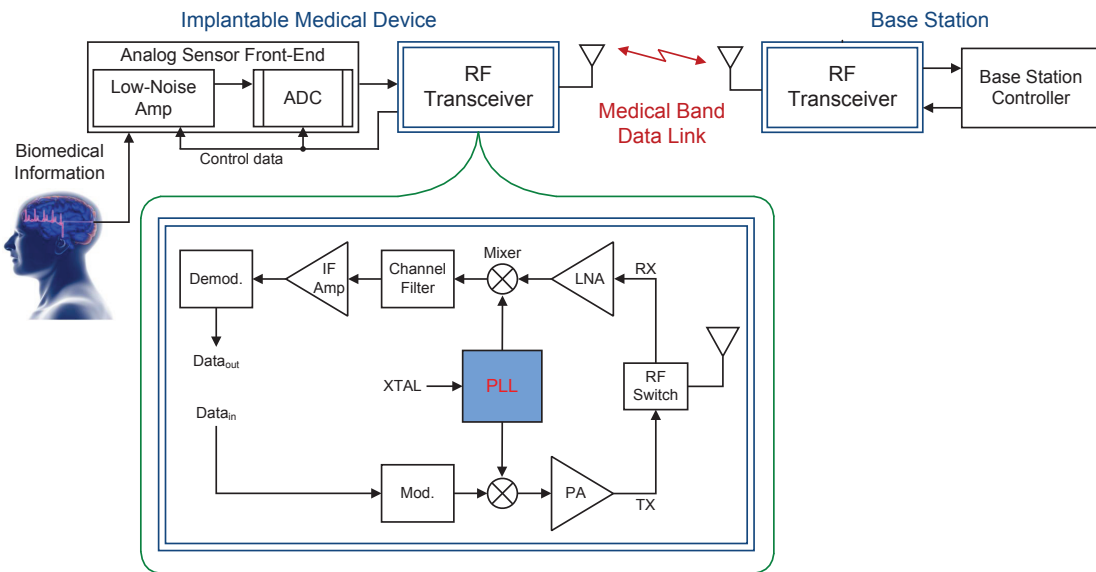 Implantable Medical Device
Base Station
Analog Sensor Front-End
Low-Noise
Amp
ADC
RF
Transceiver
Medical Band
Data Link
RF
Transceiver
Base Station
Controller
Control data
Biomedical
Information
Demod.
IF
Amp
Channel
Filter
Mixer
LNA
RX
Dataout
XTAL
PLL
RF
Switch
Datain
Mod.
PA
TX